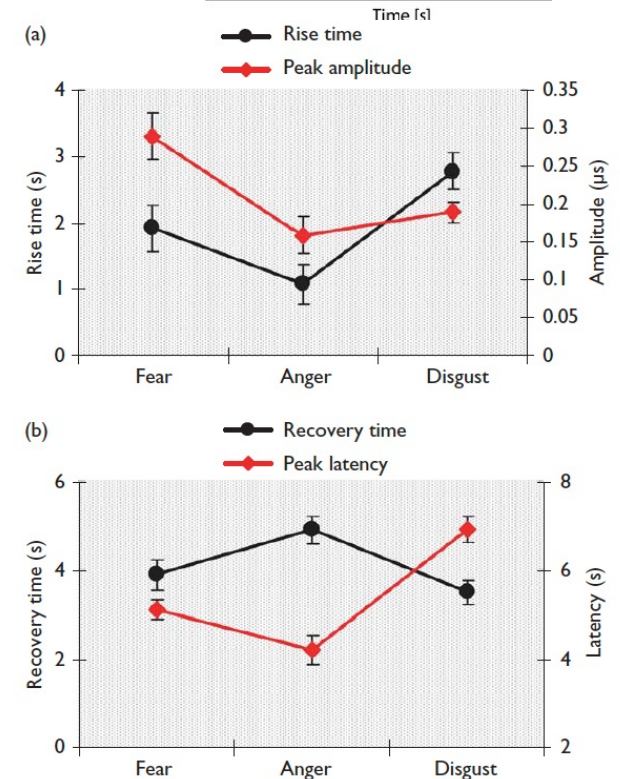 Time [s]
(a)
Rise time
Peak amplitude
4
3
2
1
0
Rise time (s)
0.35
0.3
0.25
0.2
0.15
0.1
0.05
0
Amplitude (µs)
Fear
Anger
Disgust
(b)
Recovery time
Peak latency
6
4
2
0
Recovery time (s)
8
6
4
2
Latency (s)
Fear
Anger
Disgust